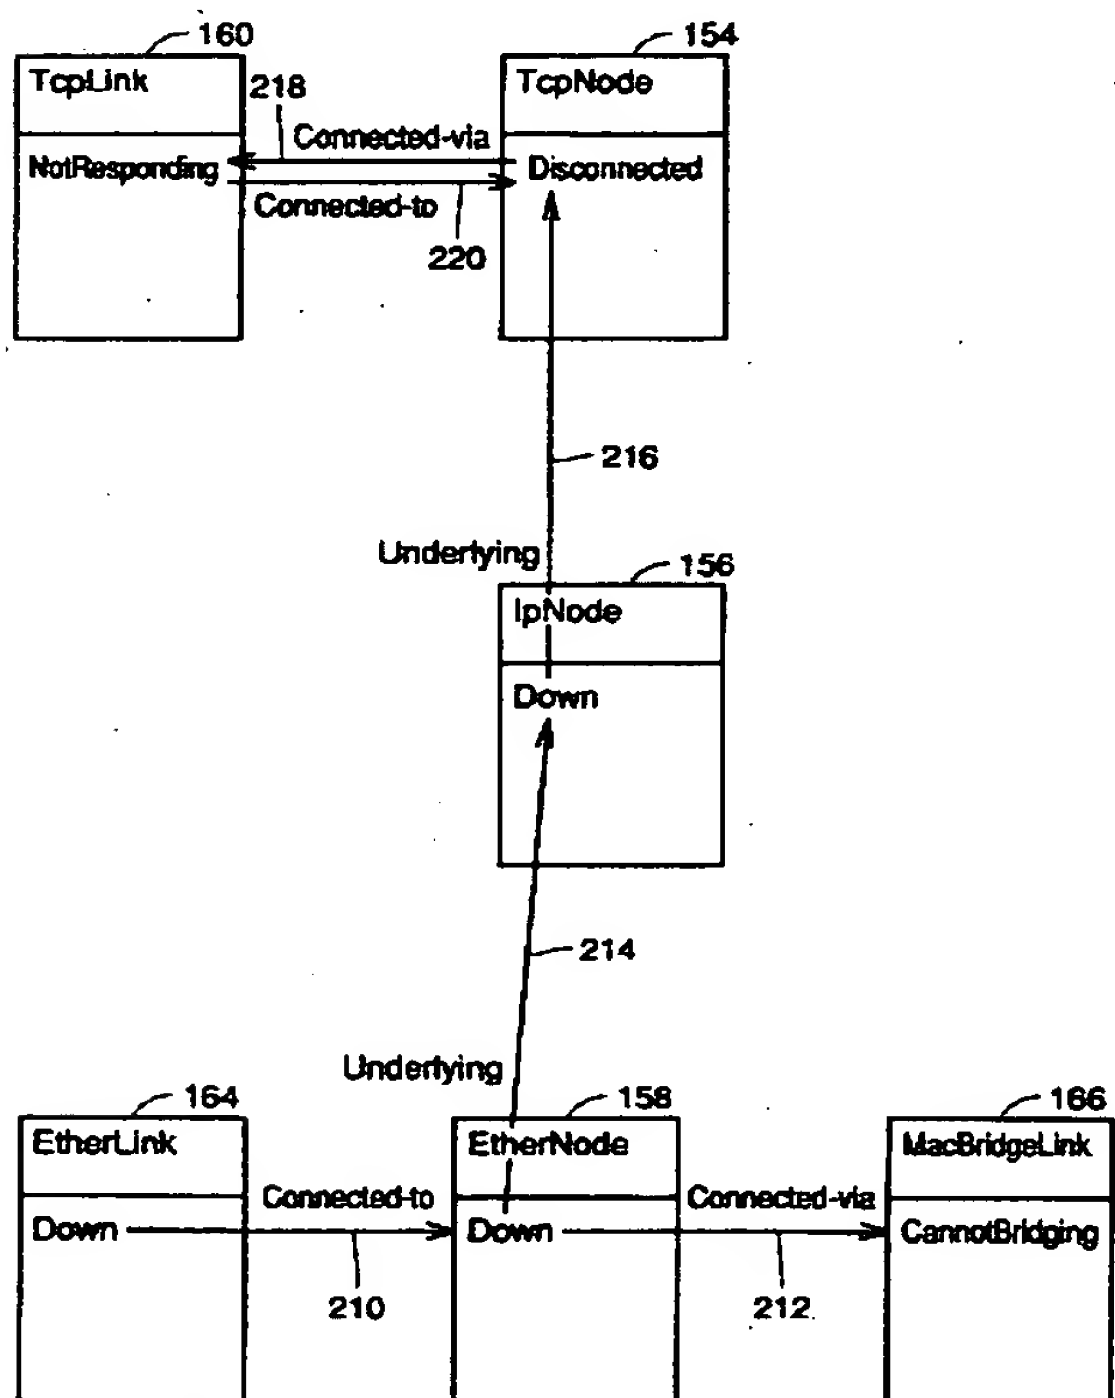 160
154
TcpLink
218
TcpNode
Connected-via
NotResponding
Disconnected
Connected-to
220
216
Underlying
156
IpNode
Down
214
Underlying
164
158
166
EtherLink
EtherNode
MacBridgeLink
Connected-to
Connected-via
Down
Down
CannotBridging
210
212